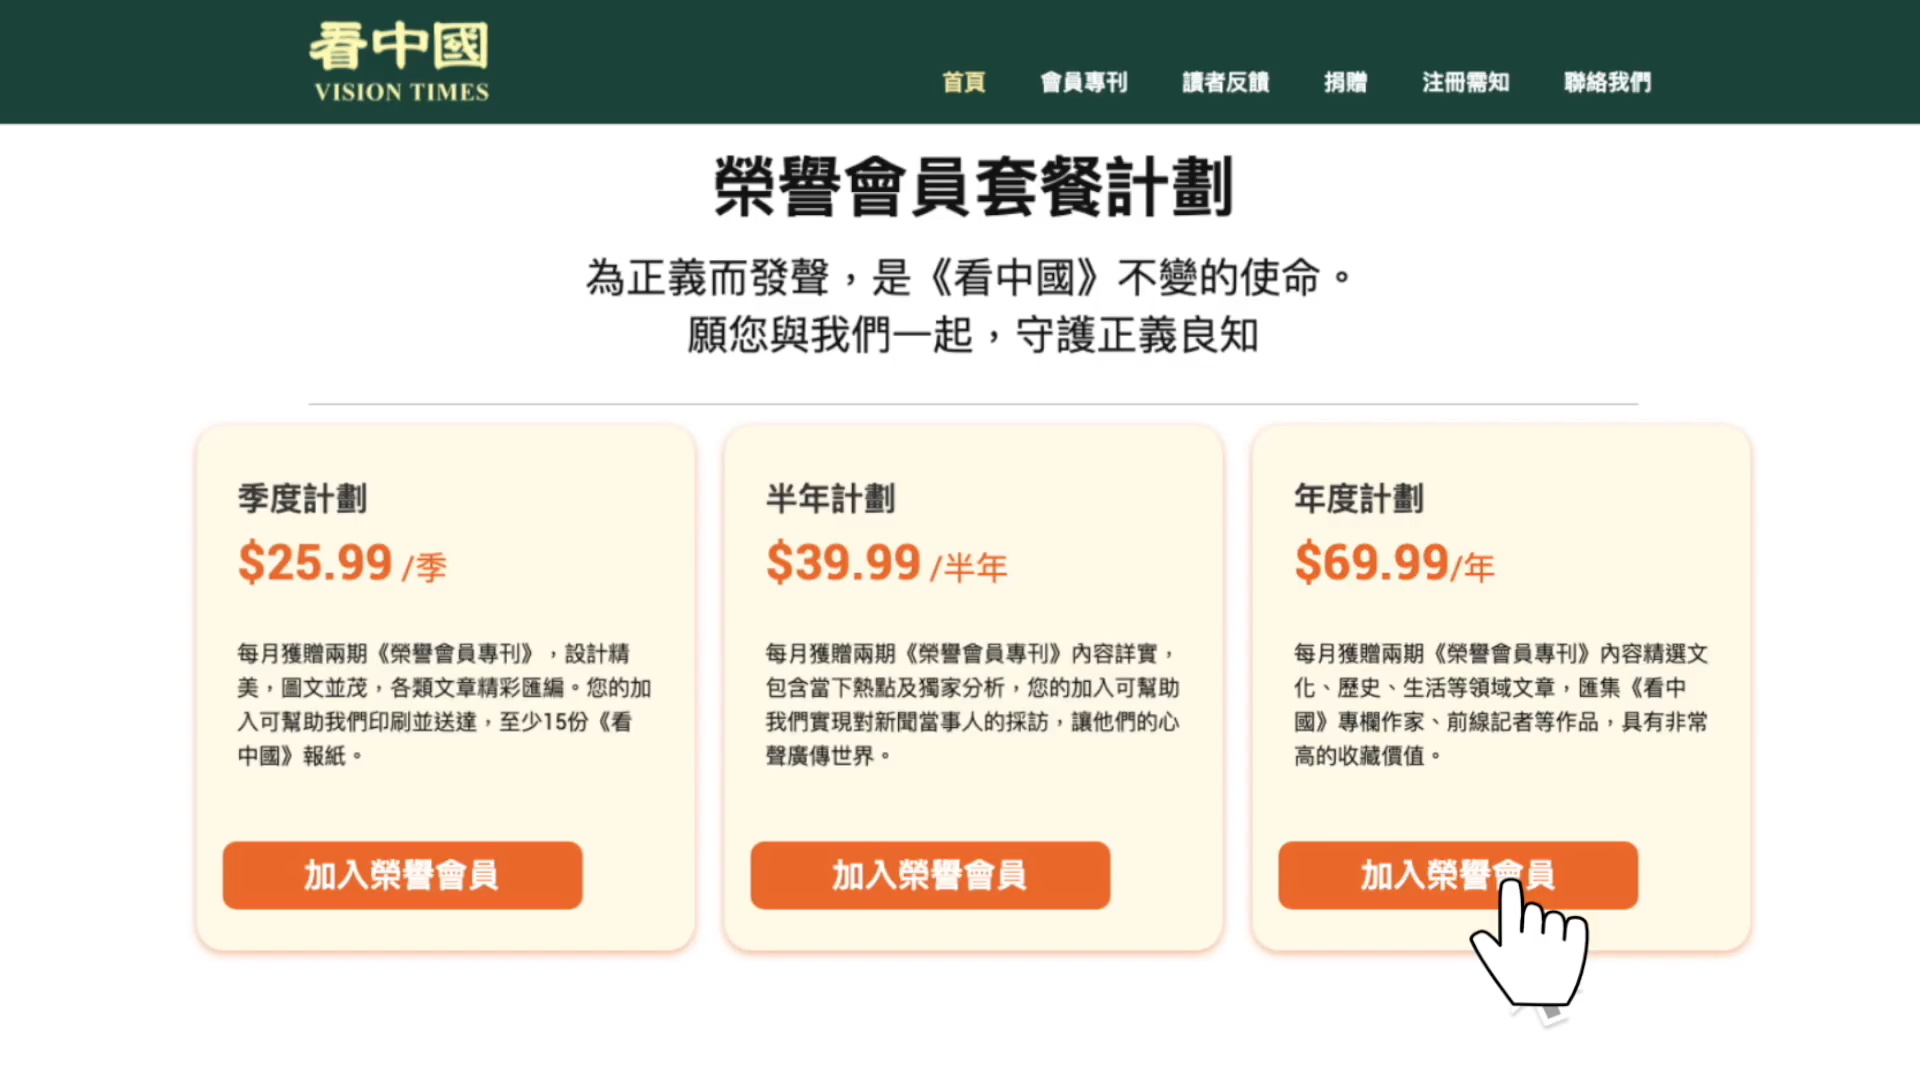 看中國
VISION TIMES
首頁 會員專刊 讀者反饋 捐贈 注冊需知 聯絡我們
榮譽會員套餐計劃
為正義而發聲，是《看中國》不變的使命。
願您與我們一起，守護正義良知
季度計劃
$25.99 /季
每月獲贈兩期《榮譽會員專刊》，設計精
美，圖文並茂，各類文章精彩匯編。您的加
入可幫助我們印刷並送達，至少15份《看
中國》報紙。
加入榮譽會員
半年計劃
$39.99 /半年
每月獲贈兩期《榮譽會員專刊》內容詳實，
包含當下熱點及獨家分析，您的加入可幫助
我們實現對新聞當事人的採訪，讓他們的心
聲廣傳世界。
加入榮譽會員
年度計劃
$69.99/年
每月獲贈兩期《榮譽會員專刊》內容精選文
化、歷史、生活等領域文章，匯集《看中
國》專欄作家、前線記者等作品，具有非常
高的收藏價值。
加入榮譽會員